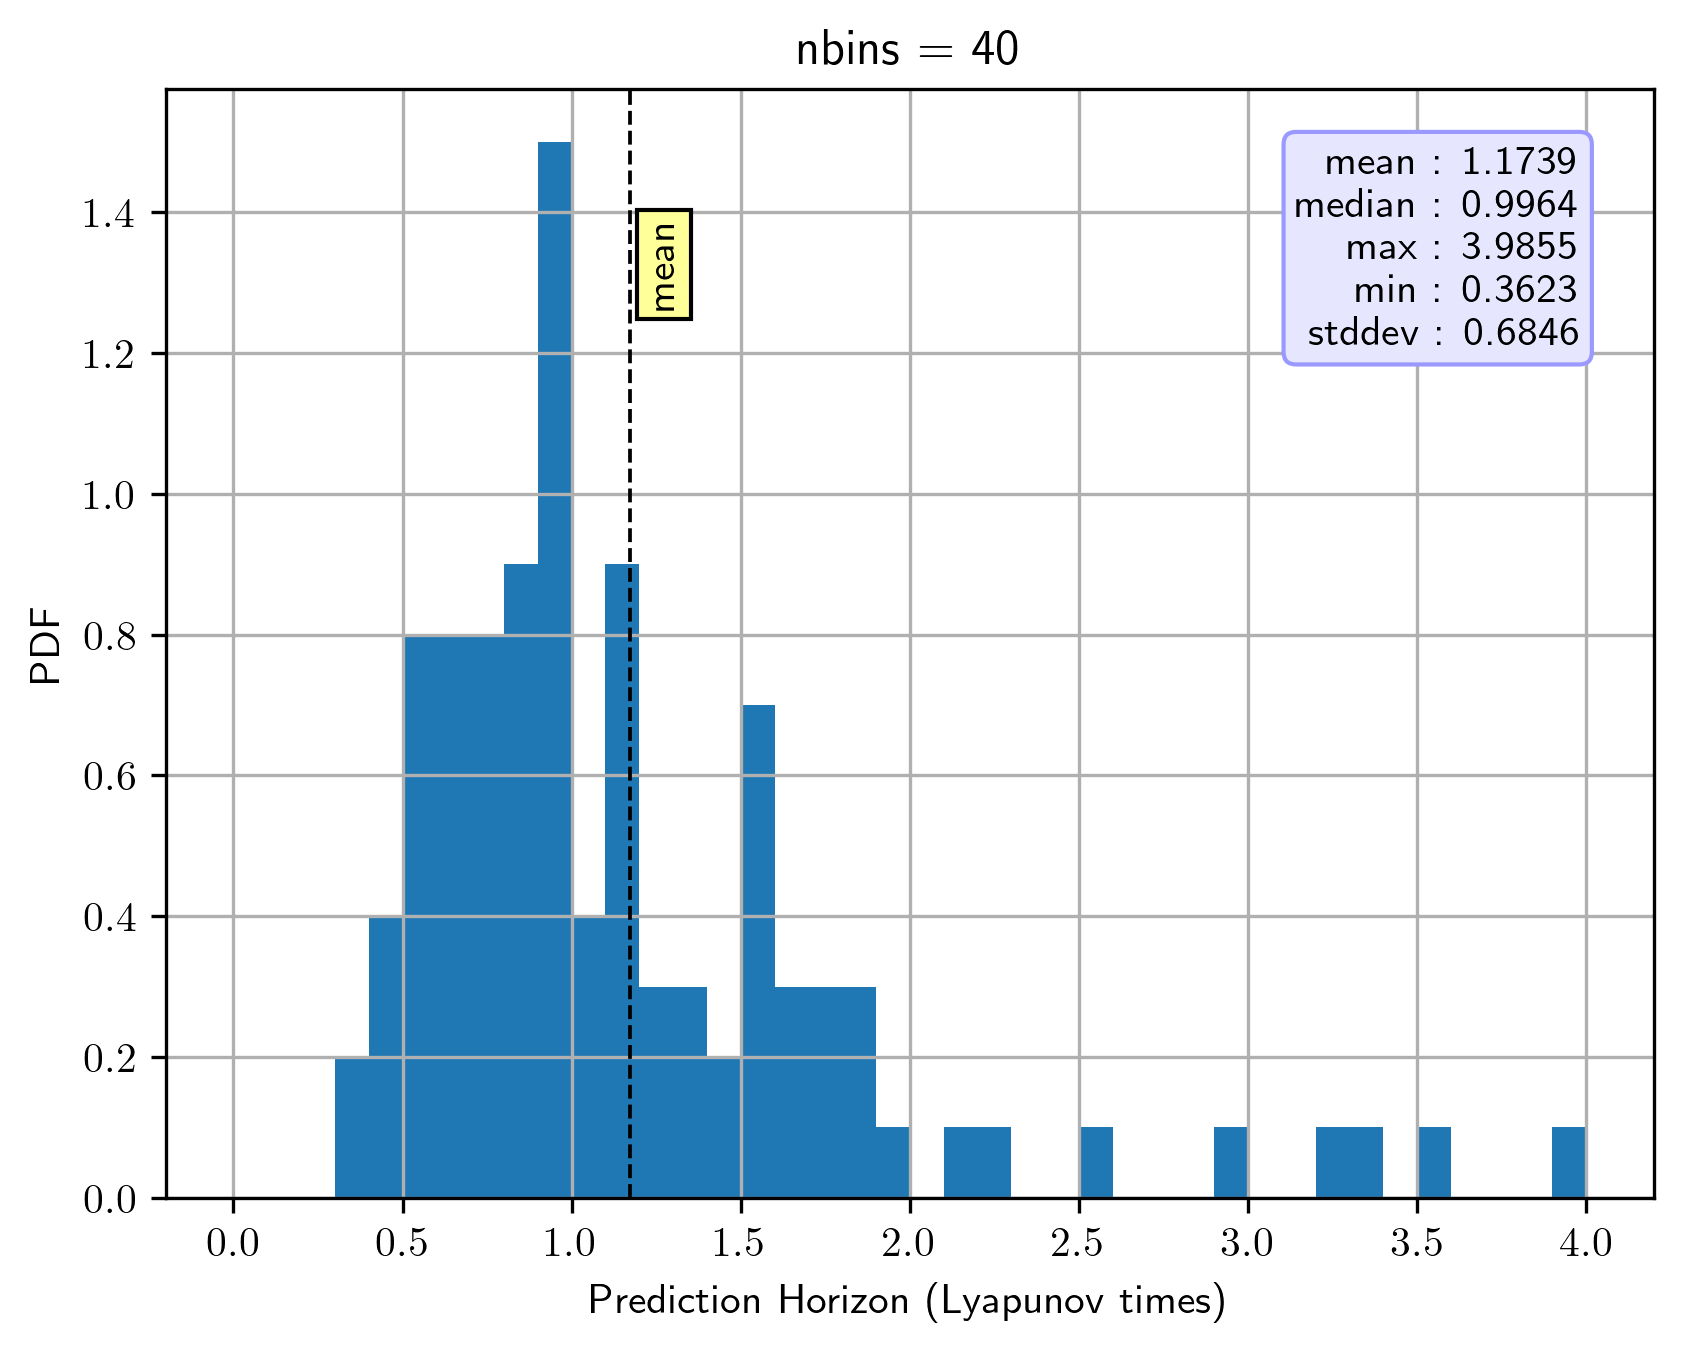 nbins = 40
mean : 1.1739
median : 0.9964
max : 3.9855
min : 0.3623
stddev : 0.6846
mean
PDF
1.4
1.2
1.0
0.8
0.6
0.4
0.2
0.0
0.0 0.5 1.0 1.5 2.0 2.5 3.0 3.5 4.0
Prediction Horizon (Lyapunov times)